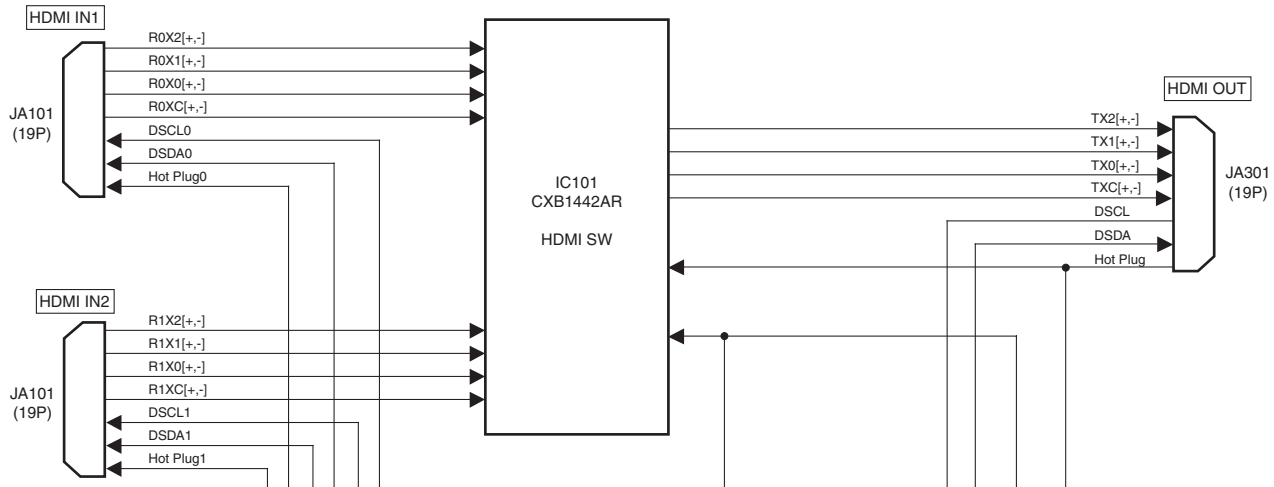 HDMI IN1
R0X2[+,-]
R0X1[+,-]
R0X0[+,-]
R0XC[+,-]
DSCL0
DSDA0
Hot Plug0
JA101
(19P)
HDMI IN2
R1X2[+,-]
R1X1[+,-]
R1X0[+,-]
R1XC[+,-]
DSCL1
DSDA1
Hot Plug1
JA101
(19P)
IC101
CXB1442AR
HDMI SW
HDMI OUT
TX2[+,-]
TX1[+,-]
TX0[+,-]
TXC[+,-]
DSCL
DSDA
Hot Plug
JA301
(19P)